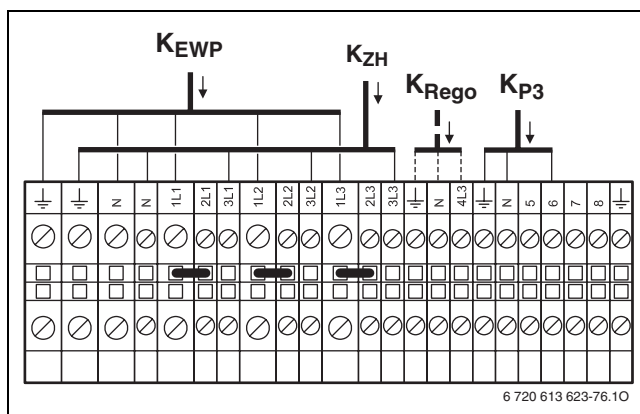 KEWP
KZH
KRego
KP3
N N 1L1 2L1 3L1 1L2 2L2 3L2 1L3 2L3 3L3 N 4L3 N 5 6 7 8
6 720 613 623-76.1O